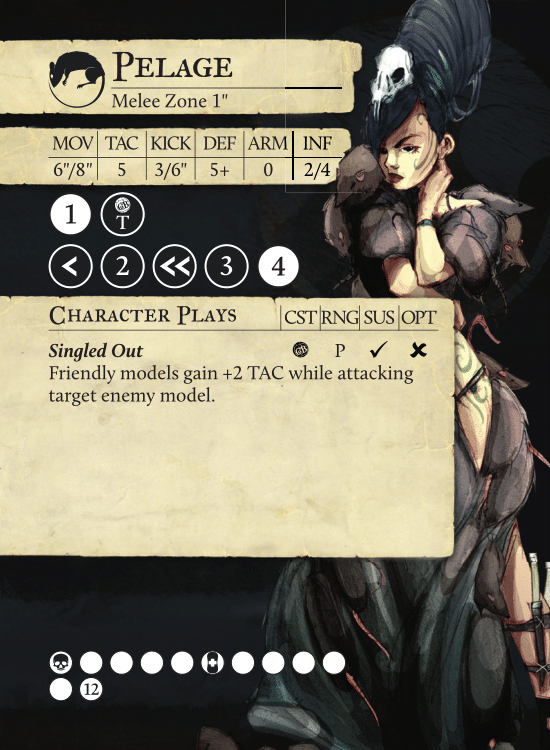 PELAGE
Melee Zone 1"
MOV TAC KICK DEF ARM INF
6"/8" 5 3/6" 5+ 0 2/4
1 GB T
< 2 << 3 4
CHARACTER PLAYS CST RNG SUS OPT
Singled Out GB P ✓ ✘
Friendly models gain +2 TAC while attacking
target enemy model.
12